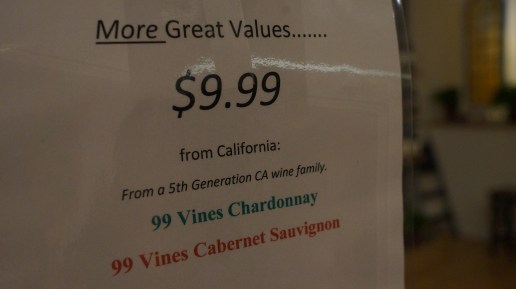 More Great Values.......
$9.99
from California:
From a 5th Generation CA wine family.
99 Vines Chardonnay
99 Vines Cabernet Sauvignon